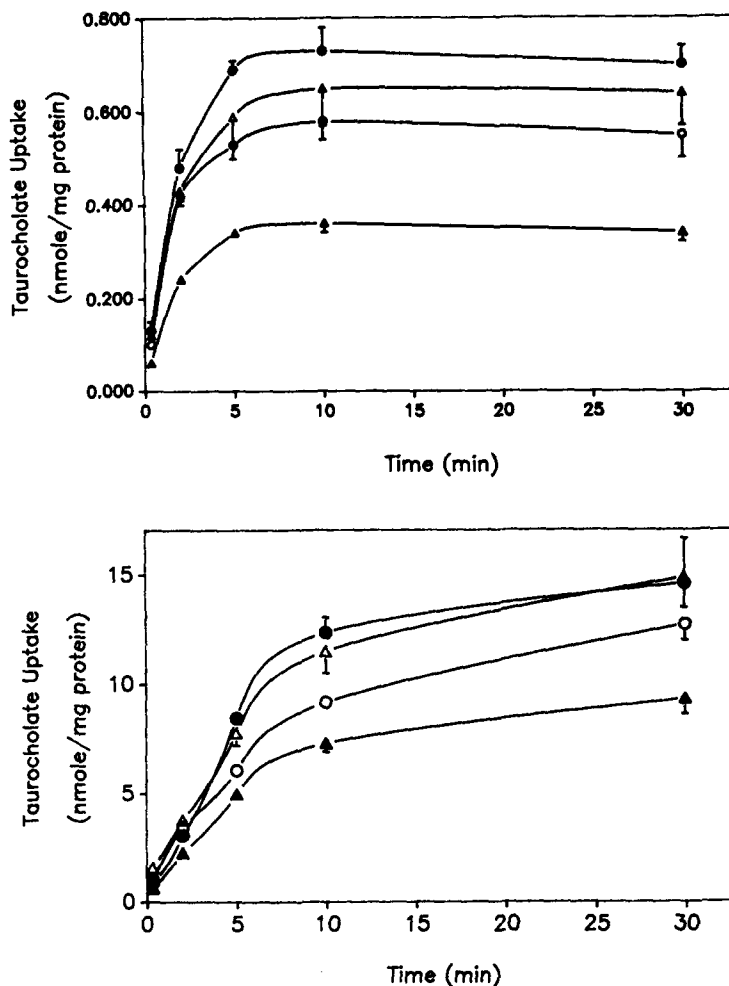 0.800
0.600
0.400
0.200
0.000
Taurocholate Uptake
(nmole/mg protein)
0 5 10 15 20 25 30
Time (min)
15
10
5
0
Taurocholate Uptake
(nmole/mg protein)
0 5 10 15 20 25 30
Time (min)